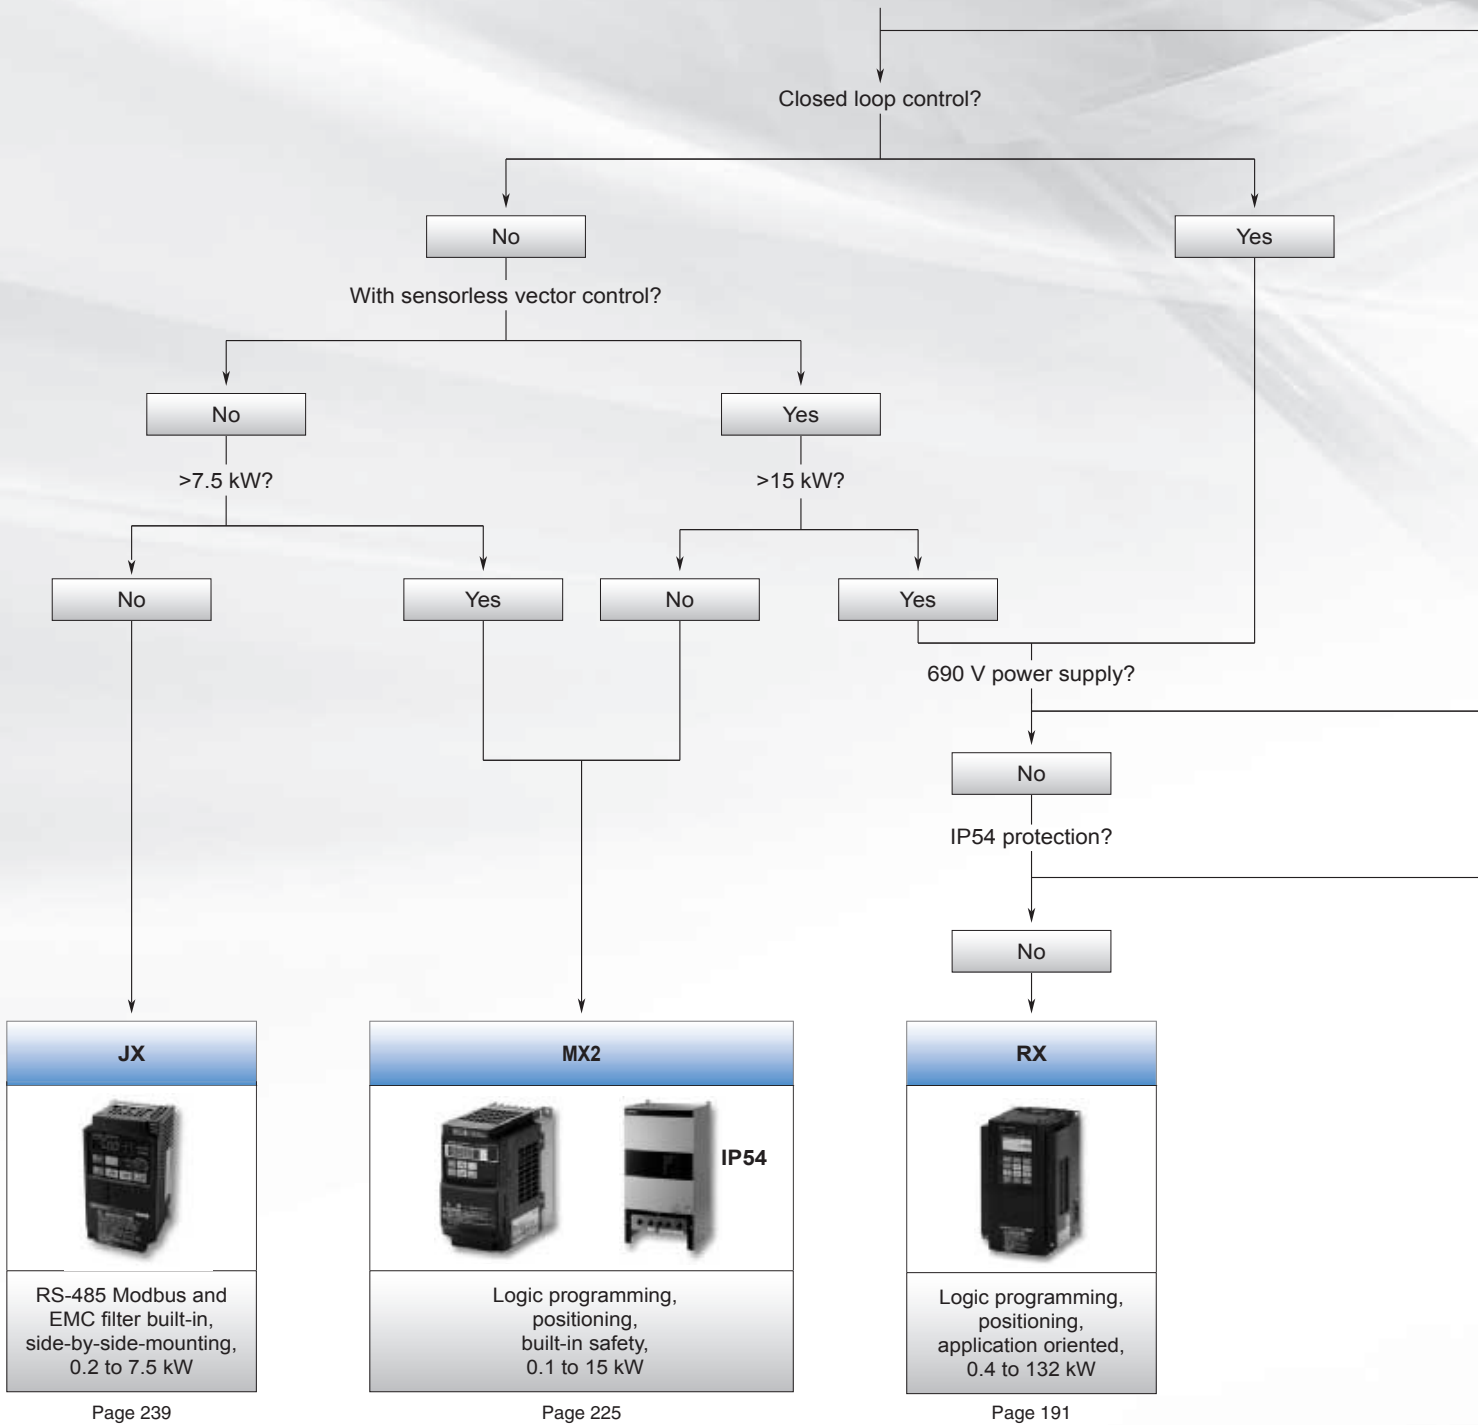 Closed loop control?
No
Yes
With sensorless vector control?
No
Yes
>7.5 kW?
>15 kW?
No
Yes
No
Yes
690 V power supply?
No
IP54 protection?
No
JX
MX2
RX
IP54
RS-485 Modbus and
EMC filter built-in,
side-by-side-mounting,
0.2 to 7.5 kW
Logic programming,
positioning,
built-in safety,
0.1 to 15 kW
Logic programming,
positioning,
application oriented,
0.4 to 132 kW
Page 239
Page 225
Page 191